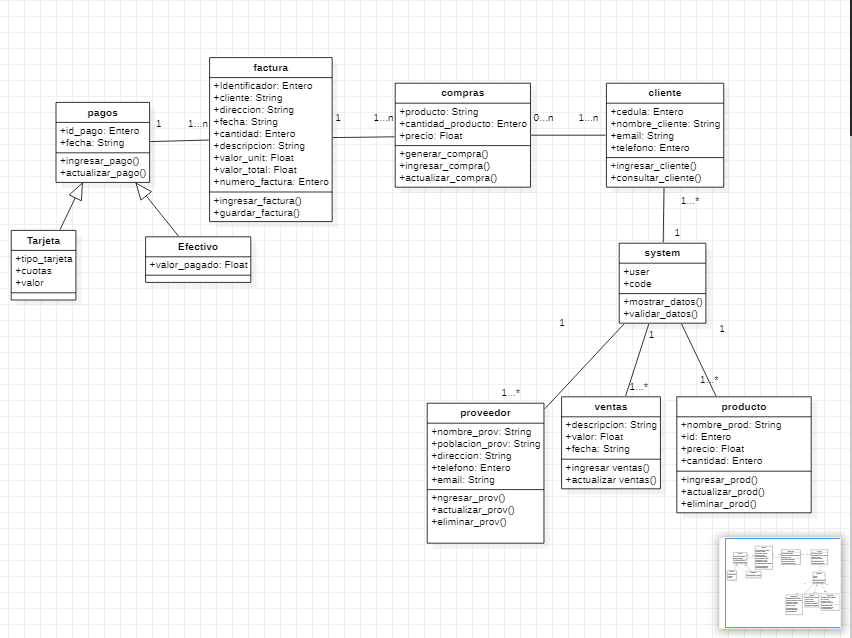 pagos
+id_pago: Entero
+fecha: String
+ingresar_pago()
+actualizar_pago()
1
1...n
factura
+Identificador: Entero
+cliente: String
+direccion: String
+fecha: String
+cantidad: Entero
+descripcion: String
+valor_unit: Float
+valor_total: Float
+numero_factura: Entero
+ingresar_factura()
+guardar_factura()
1
1...n
compras
+producto: String
+cantidad_producto: Entero
+precio: Float
+generar_compra()
+ingresar_compra()
+actualizar_compra()
0...n
1...n
cliente
+cedula: Entero
+nombre_cliente: String
+email: String
+telefono: Entero
+ingresar_cliente()
+consultar_cliente()
1...*
1
Tarjeta
+tipo_tarjeta
+cuotas
+valor
Efectivo
+valor_pagado: Float
system
+user
+code
+mostrar_datos()
+validar_datos()
1
1
1
1...*
1...*
1...*
proveedor
+nombre_prov: String
+poblacion_prov: String
+direccion: String
+telefono: Entero
+email: String
+ngresar_prov()
+actualizar_prov()
+eliminar_prov()
ventas
+descripcion: String
+valor: Float
+fecha: String
+ingresar ventas()
+actualizar ventas()
producto
+nombre_prod: String
+id: Entero
+precio: Float
+cantidad: Entero
+ingresar_prod()
+actualizar_prod()
+eliminar_prod()